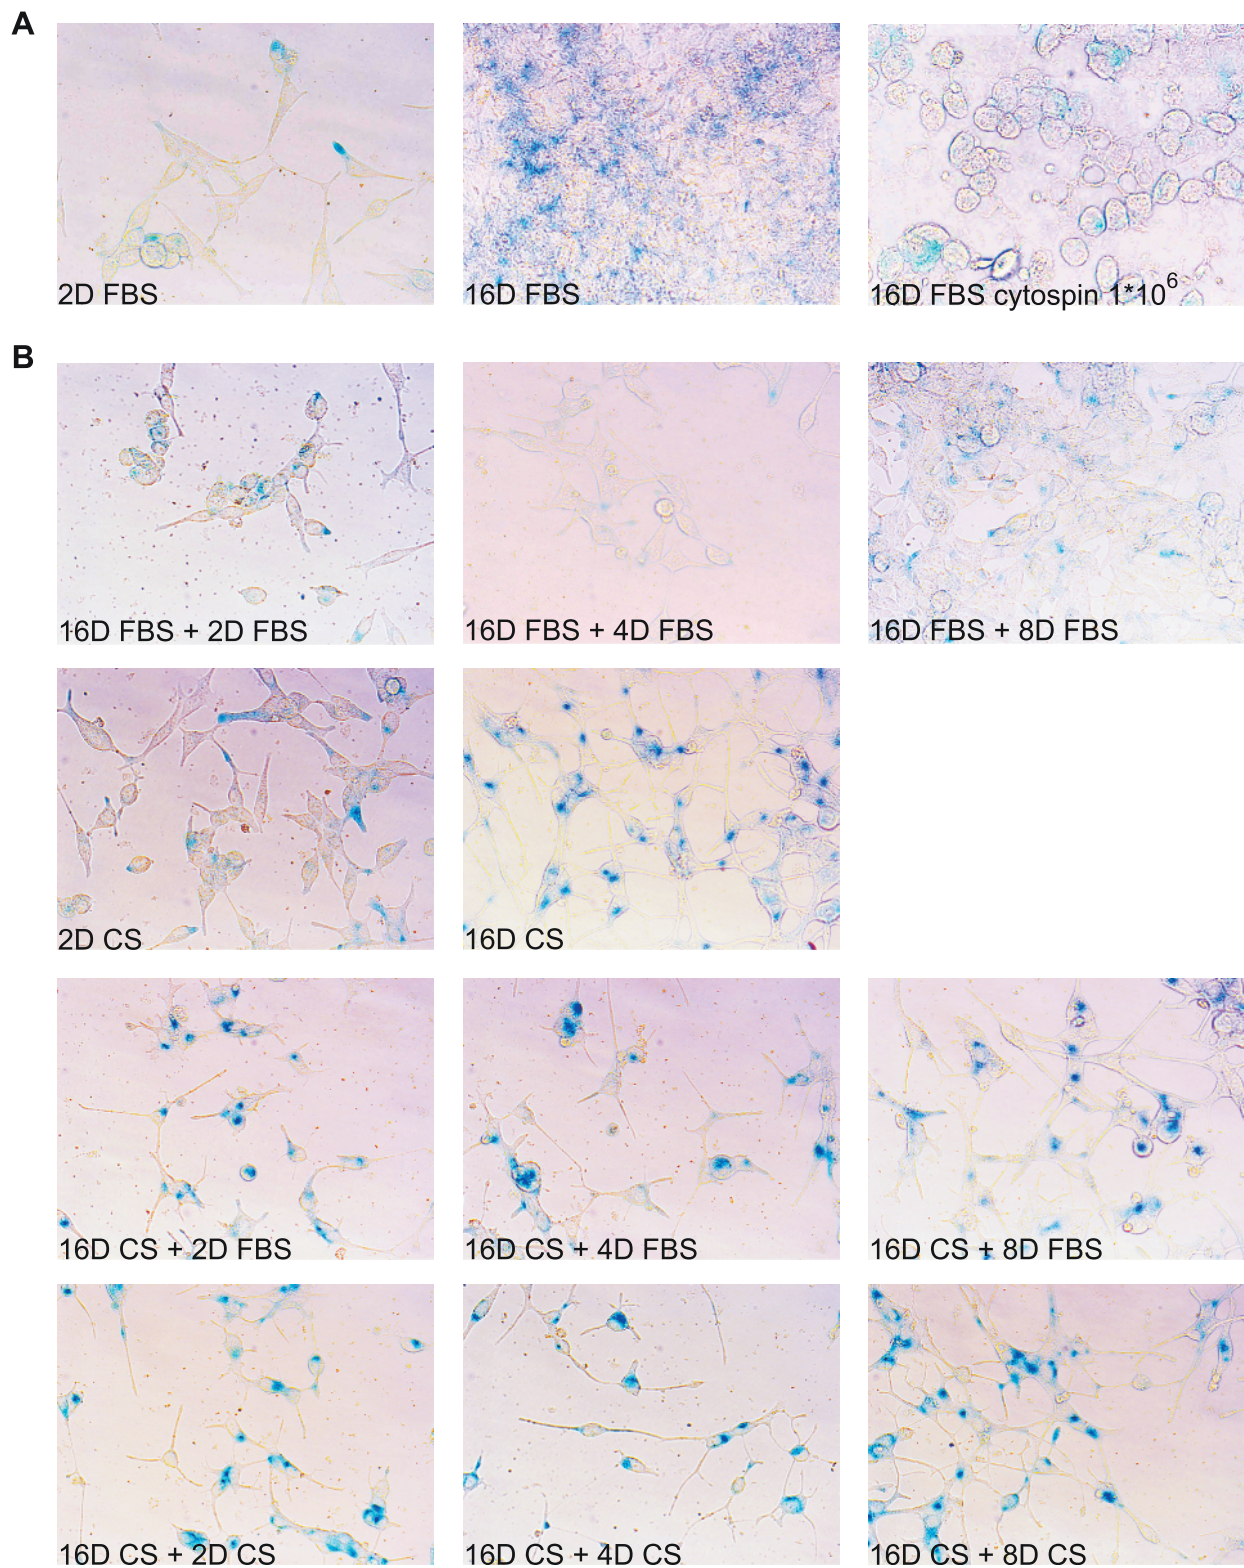 A
2D FBS
16D FBS
16D FBS cytospin 1*10⁶
B
16D FBS + 2D FBS
16D FBS + 4D FBS
16D FBS + 8D FBS
2D CS
16D CS
16D CS + 2D FBS
16D CS + 4D FBS
16D CS + 8D FBS
16D CS + 2D CS
16D CS + 4D CS
16D CS + 8D CS